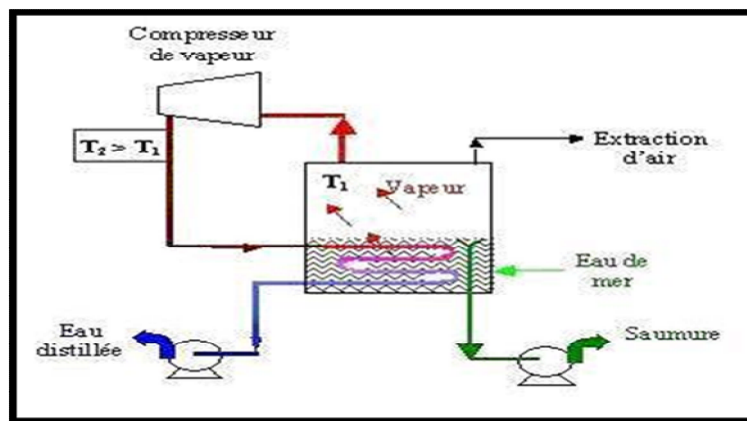 Compresseur
de vapeur
T₂ > T₁
Extraction
d'air
T₁ Vapeur
Eau de
mer
Eau
distillée
Saumure